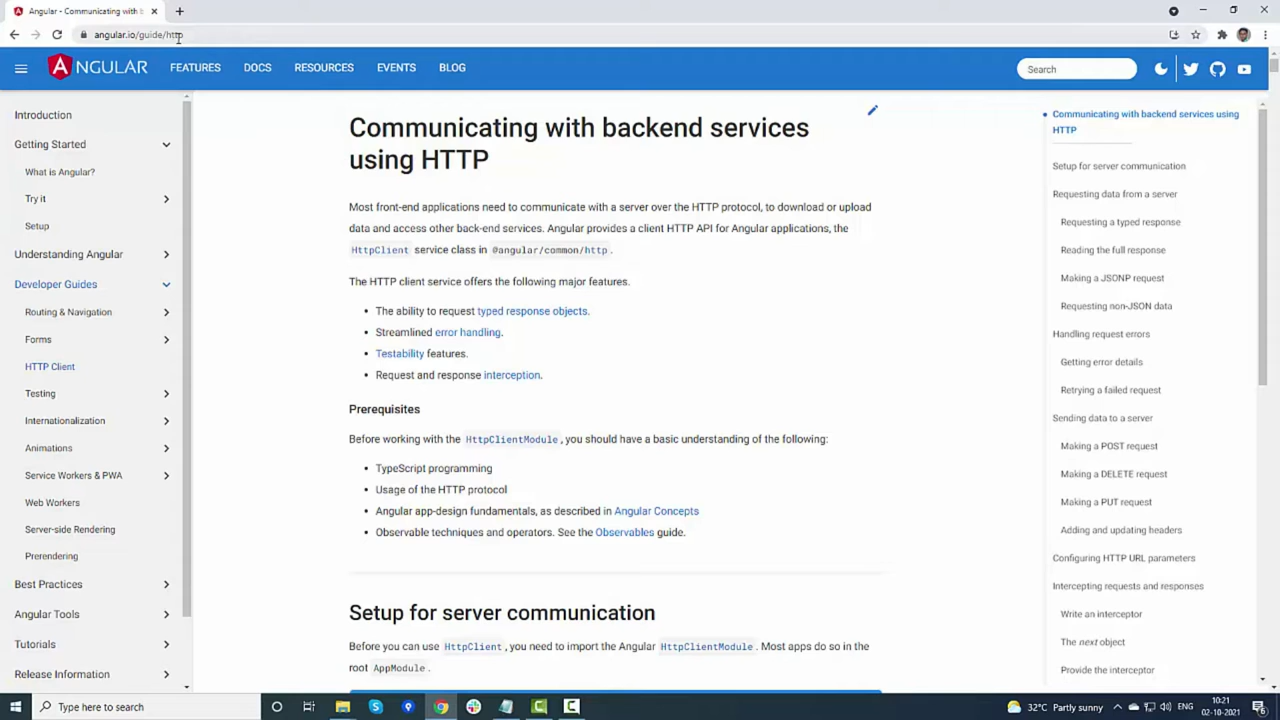 Angular - Communicating with b
angular.io/guide/http
NGULAR
FEATURES
DOCS
RESOURCES
EVENTS
BLOG
Search
Introduction
Getting Started
What is Angular?
Try it
Setup
Understanding Angular
Developer Guides
Routing & Navigation
Forms
HTTP Client
Testing
Internationalization
Animations
Service Workers & PWA
Web Workers
Server-side Rendering
Prerendering
Best Practices
Angular Tools
Tutorials
Release Information
Communicating with backend services
using HTTP
Most front-end applications need to communicate with a server over the HTTP protocol, to download or upload
data and access other back-end services. Angular provides a client HTTP API for Angular applications, the
HttpClient service class in @angular/common/http.
The HTTP client service offers the following major features.
• The ability to request typed response objects.
• Streamlined error handling.
• Testability features.
• Request and response interception.
Prerequisites
Before working with the HttpClientModule, you should have a basic understanding of the following:
• TypeScript programming
• Usage of the HTTP protocol
• Angular app-design fundamentals, as described in Angular Concepts
• Observable techniques and operators. See the Observables guide.
Setup for server communication
Before you can use HttpClient, you need to import the Angular HttpClientModule. Most apps do so in the
root AppModule.
• Communicating with backend services using
HTTP
Setup for server communication
Requesting data from a server
Requesting a typed response
Reading the full response
Making a JSONP request
Requesting non-JSON data
Handling request errors
Getting error details
Retrying a failed request
Sending data to a server
Making a POST request
Making a DELETE request
Making a PUT request
Adding and updating headers
Configuring HTTP URL parameters
Intercepting requests and responses
Write an interceptor
The next object
Provide the interceptor
Type here to search
32°C Partly sunny
ENG
10:21
02-10-2021